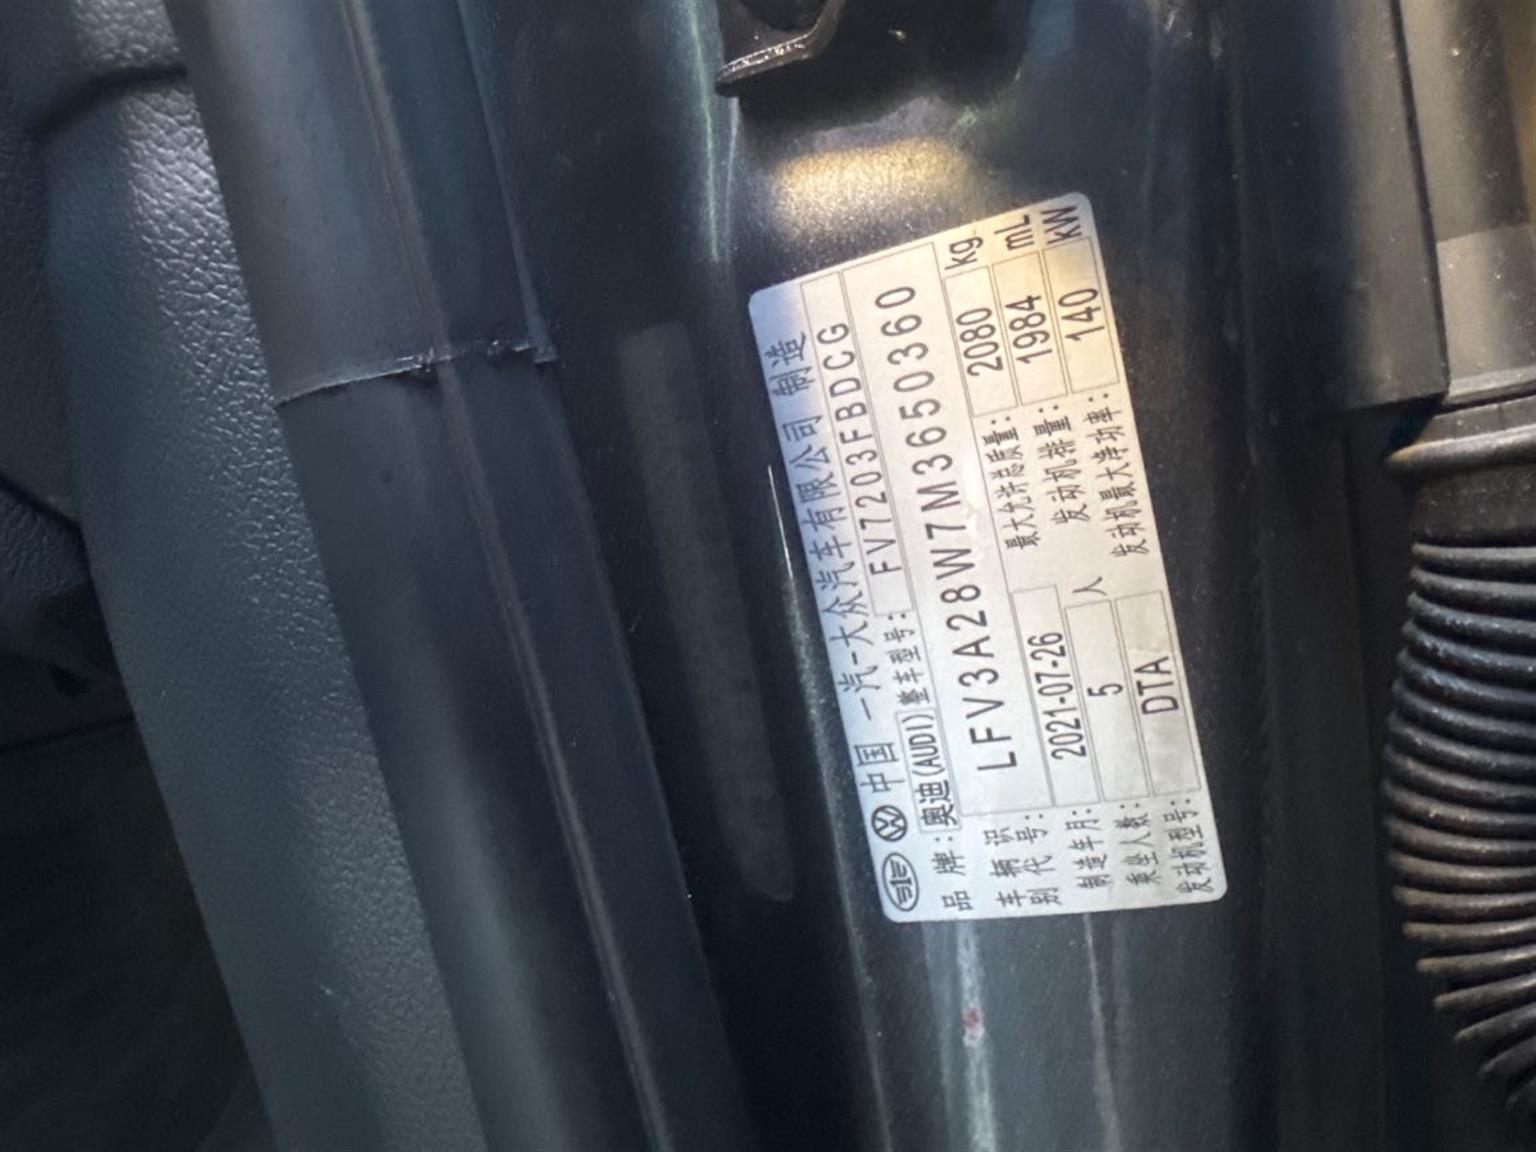 中国 一汽-大众汽车有限公司 制造
品牌: 奥迪(AUDI) 整车型号: FV7203FBDCG
车辆识别代号: LFV3A28W7M3650360
制造年月: 2021-07-26 最大允许总质量: 2080 kg
乘坐人数: 5 人 发动机排量: 1984 mL
发动机型号: DTA 发动机最大净功率: 140 kW